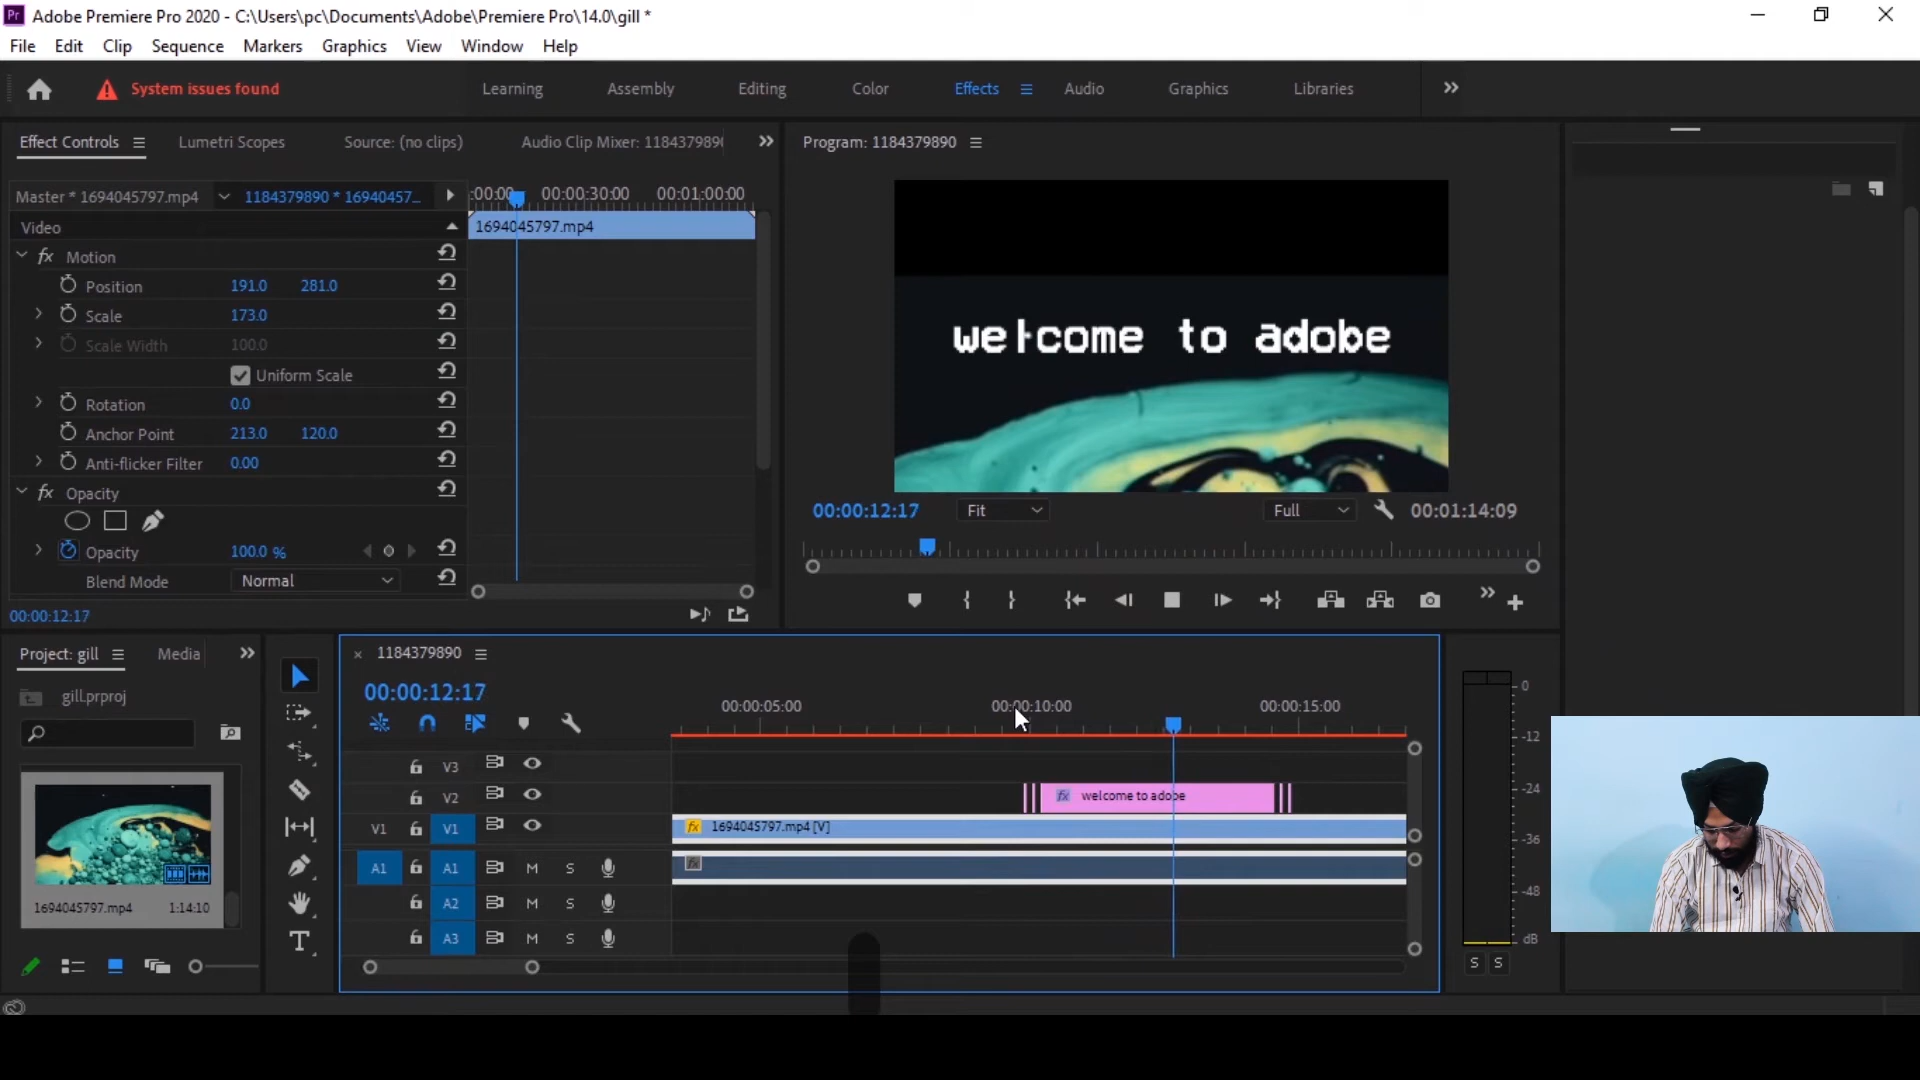 Pr Adobe Premiere Pro 2020 - C:\Users\pc\Documents\Adobe\Premiere Pro\14.0\gill *
File Edit Clip Sequence Markers Graphics View Window Help
System issues found Learning Assembly Editing Color Effects Audio Graphics Libraries
Effect Controls Lumetri Scopes Source: (no clips) Audio Clip Mixer: 118437989
Program: 1184379890
Master * 1694045797.mp4 1184379890 * 16940457... :00:00 00:00:30:00 00:01:00:00
Video 1694045797.mp4
fx Motion
Position 191.0 281.0
Scale 173.0
Scale Width 100.0
Uniform Scale
Rotation 0.0
Anchor Point 213.0 120.0
Anti-flicker Filter 0.00
fx Opacity
Opacity 100.0 %
Blend Mode Normal
00:00:12:17
welcome to adobe
00:00:12:17 Fit Full 00:01:14:09
Project: gill Media
gill.prproj
1694045797.mp4 1:14:10
1184379890
00:00:12:17
00:00:05:00 00:00:10:00 00:00:15:00
V3
V2 fx welcome to adobe
V1 V1 fx 1694045797.mp4 [V]
A1 A1 M S fx
A2 M S
A3 M S
T
0
-12
-24
-36
-48
dB
S S